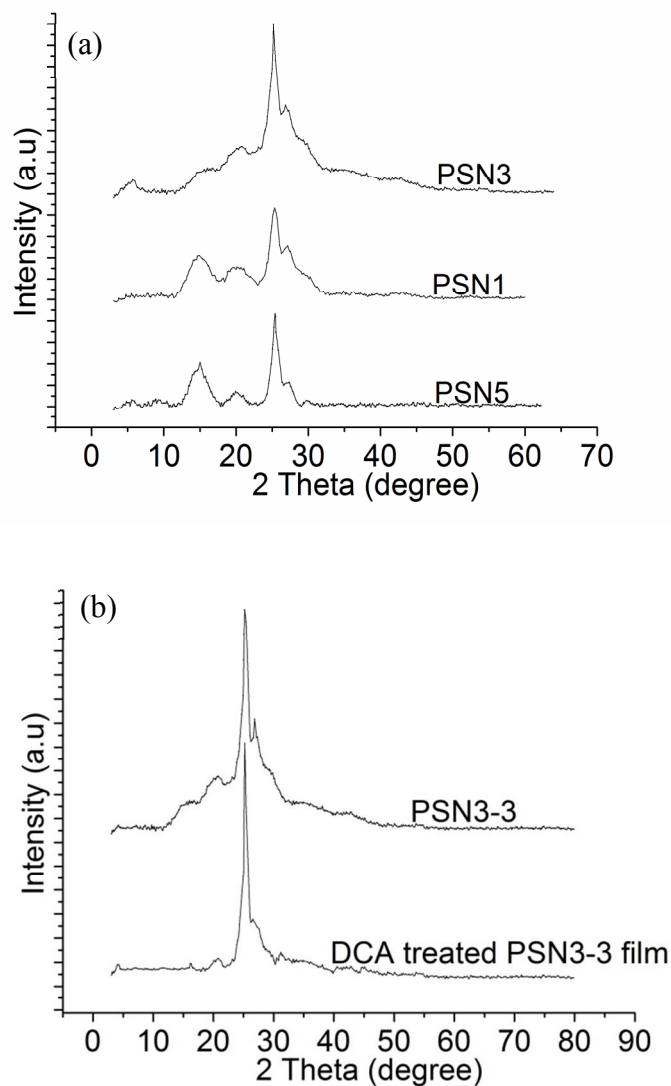 (a)
PSN3
PSN1
PSN5
Intensity (a.u)
0 10 20 30 40 50 60 70
2 Theta (degree)
(b)
PSN3-3
DCA treated PSN3-3 film
Intensity (a.u)
0 10 20 30 40 50 60 70 80 90
2 Theta (degree)